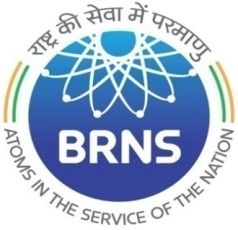 राष्ट्र की सेवा में परमाणु
BRNS
ATOMS IN THE SERVICE OF THE NATION